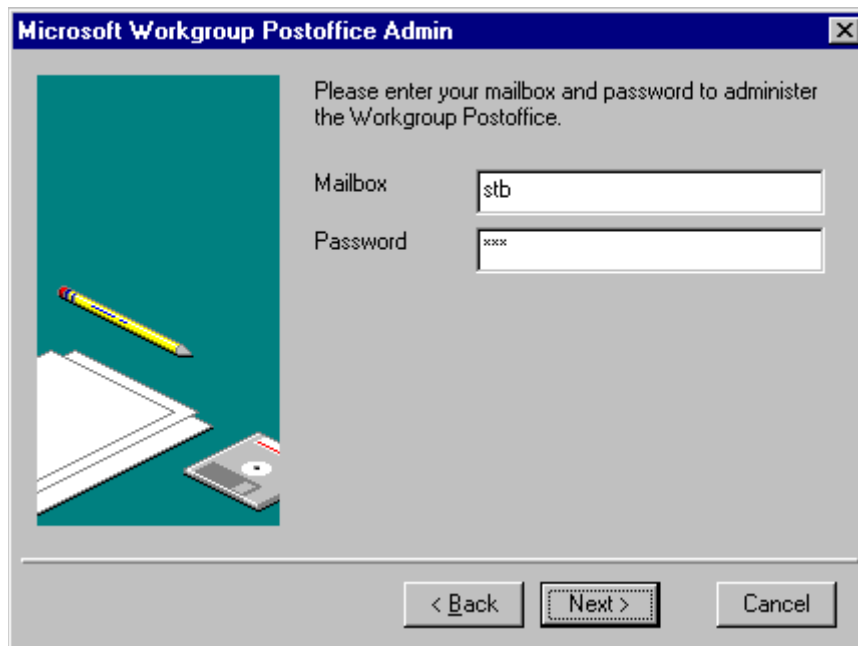 Microsoft Workgroup Postoffice Admin
Please enter your mailbox and password to administer
the Workgroup Postoffice.
Mailbox
stb
Password
xxx
< Back
Next >
Cancel